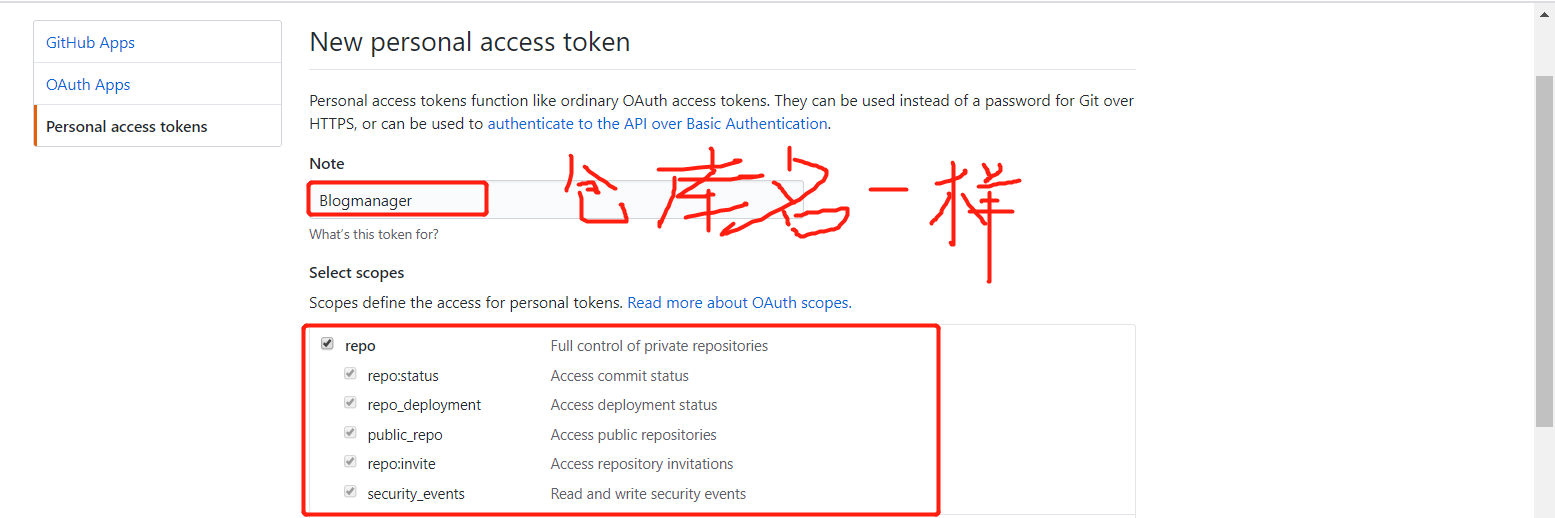 GitHub Apps
OAuth Apps
Personal access tokens
New personal access token
Personal access tokens function like ordinary OAuth access tokens. They can be used instead of a password for Git over
HTTPS, or can be used to authenticate to the API over Basic Authentication.
Note
Blogmanager
仓库名一样
What's this token for?
Select scopes
Scopes define the access for personal tokens. Read more about OAuth scopes.
repo Full control of private repositories
repo:status Access commit status
repo_deployment Access deployment status
public_repo Access public repositories
repo:invite Access repository invitations
security_events Read and write security events